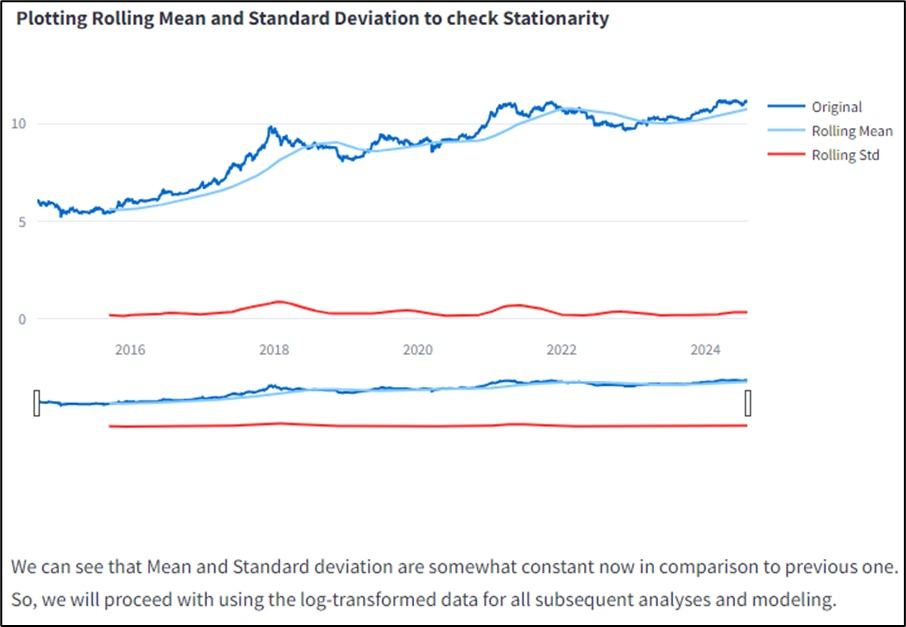 Plotting Rolling Mean and Standard Deviation to check Stationarity
Original
10
Rolling Mean
Rolling Std
5
0
2016 2018 2020 2022 2024
We can see that Mean and Standard deviation are somewhat constant now in comparison to previous one.
So, we will proceed with using the log-transformed data for all subsequent analyses and modeling.